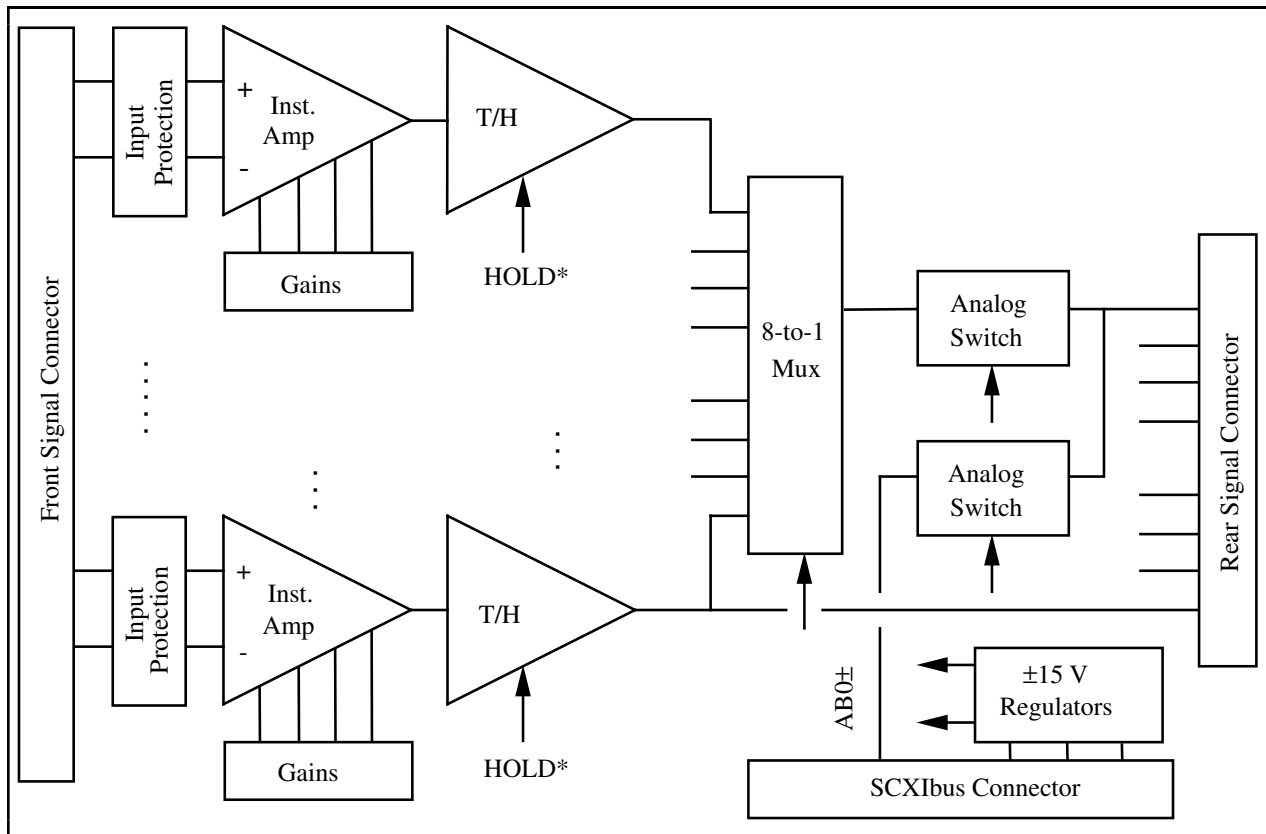 Front Signal Connector
Input
Protection
+
-
Inst.
Amp
Gains
T/H
HOLD*
8-to-1
Mux
Analog
Switch
Analog
Switch
Rear Signal Connector
Input
Protection
+
-
Inst.
Amp
Gains
T/H
HOLD*
AB0±
±15 V
Regulators
SCXIbus Connector